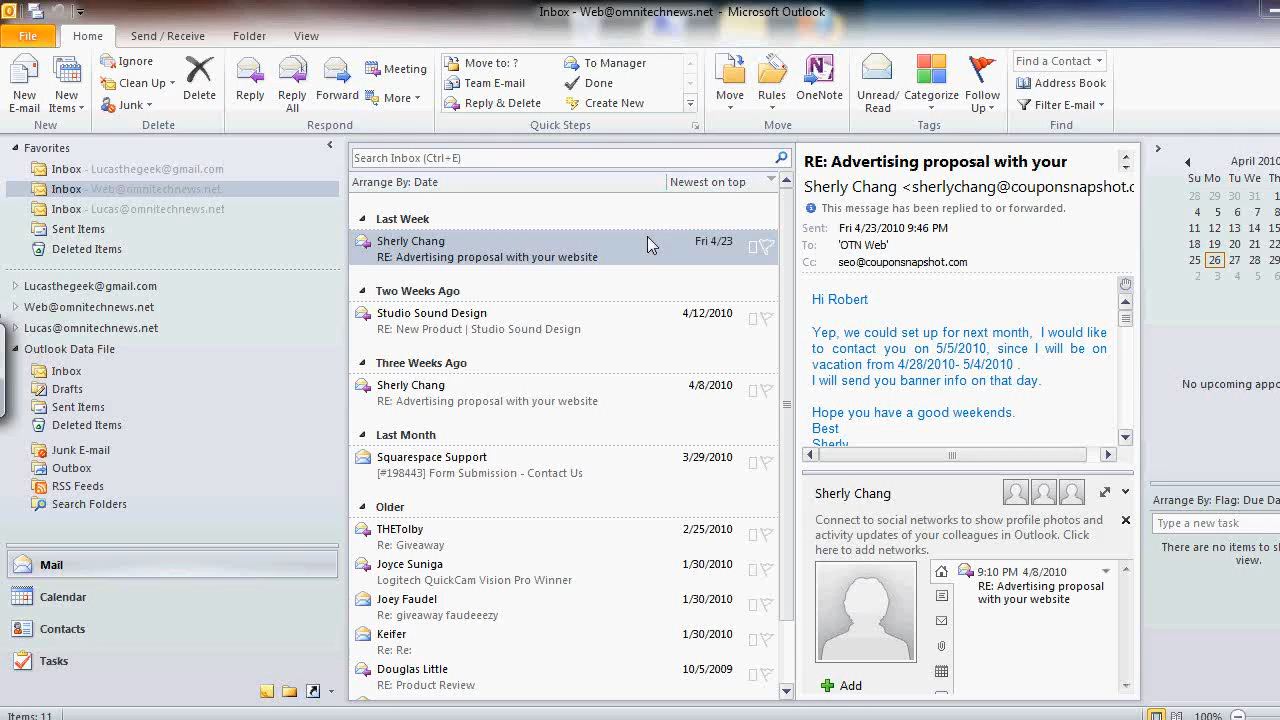 Inbox - Web@omnitechnews.net - Microsoft Outlook
File Home Send / Receive Folder View
New E-mail
New Items
New
Ignore
Clean Up
Junk
Delete
Delete
Reply
Reply All
Forward
Meeting
More
Respond
Move to: ?
Team E-mail
Reply & Delete
To Manager
Done
Create New
Quick Steps
Move
Rules
OneNote
Move
Unread/ Read
Categorize
Follow Up
Tags
Find a Contact
Address Book
Filter E-mail
Find
Favorites
Inbox - Lucasthegeek@gmail.com
Inbox - Web@omnitechnews.net
Inbox - Lucas@omnitechnews.net
Sent Items
Deleted Items
Lucasthegeek@gmail.com
Web@omnitechnews.net
Lucas@omnitechnews.net
Outlook Data File
Inbox
Drafts
Sent Items
Deleted Items
Junk E-mail
Outbox
RSS Feeds
Search Folders
Mail
Calendar
Contacts
Tasks
Items: 11
Search Inbox (Ctrl+E)
Arrange By: Date Newest on top
Last Week
Sherly Chang Fri 4/23
RE: Advertising proposal with your website
Two Weeks Ago
Studio Sound Design 4/12/2010
RE: New Product | Studio Sound Design
Three Weeks Ago
Sherly Chang 4/8/2010
RE: Advertising proposal with your website
Last Month
Squarespace Support 3/29/2010
[#198443] Form Submission - Contact Us
Older
THETolby 2/25/2010
Re: Giveaway
Joyce Suniga 1/30/2010
Logitech QuickCam Vision Pro Winner
Joey Faudel 1/30/2010
Re: giveaway faudeeezy
Keifer 1/30/2010
Re: Re:
Douglas Little 10/5/2009
RE: Product Review
RE: Advertising proposal with your
Sherly Chang <sherlychang@couponsnapshot.c
This message has been replied to or forwarded.
Sent: Fri 4/23/2010 9:46 PM
To: 'OTN Web'
Cc: seo@couponsnapshot.com
Hi Robert
Yep, we could set up for next month, I would like
to contact you on 5/5/2010, since I will be on
vacation from 4/28/2010- 5/4/2010 .
I will send you banner info on that day.
Hope you have a good weekends.
Best
Sherly
Sherly Chang
Connect to social networks to show profile photos and
activity updates of your colleagues in Outlook. Click
here to add networks.
9:10 PM 4/8/2010
RE: Advertising proposal
with your website
Add
April 2010
Su Mo Tu We Th
28 29 30 31 1
4 5 6 7 8
11 12 13 14 15
18 19 20 21 22
25 26 27 28 29
2 3 4 5 6
No upcoming appo
Arrange By: Flag: Due Da
Type a new task
There are no items to s
view.
100%